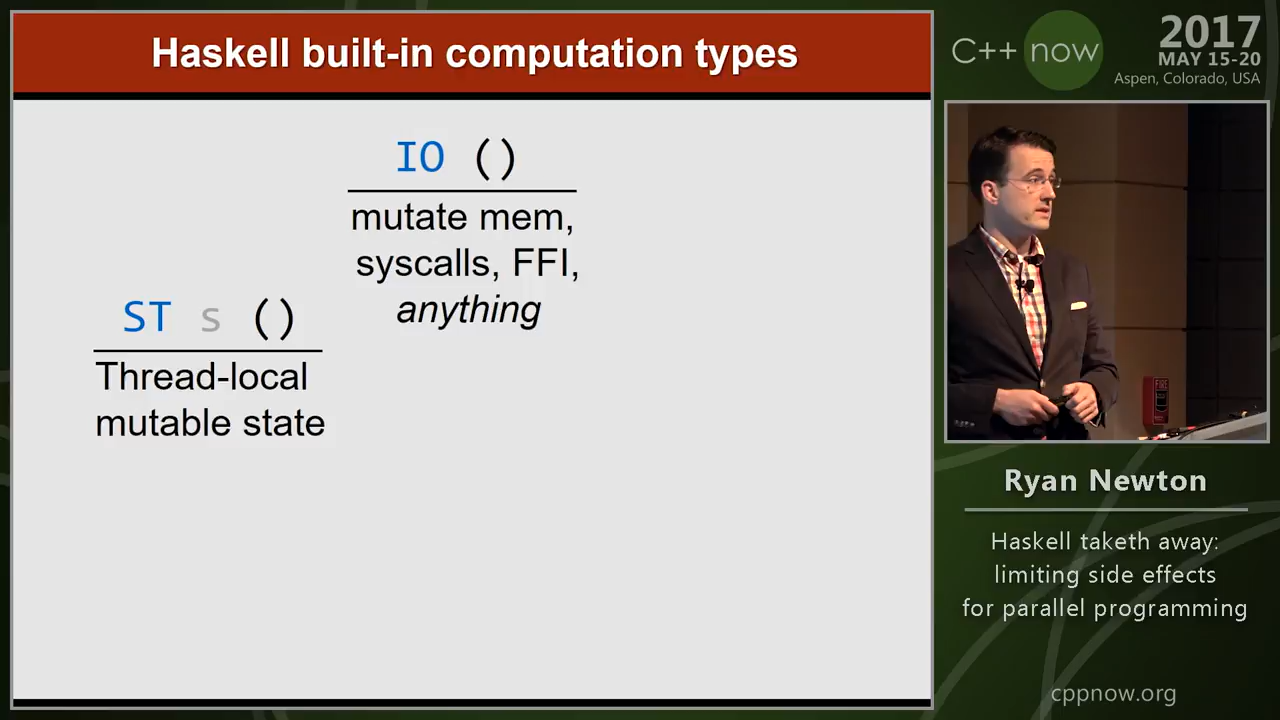 Haskell built-in computation types
IO ()
mutate mem,
syscalls, FFI,
anything
ST s ()
Thread-local
mutable state
C++ now
2017
MAY 15-20
Aspen, Colorado, USA
FIRE
Ryan Newton
Haskell taketh away:
limiting side effects
for parallel programming
cppnow.org